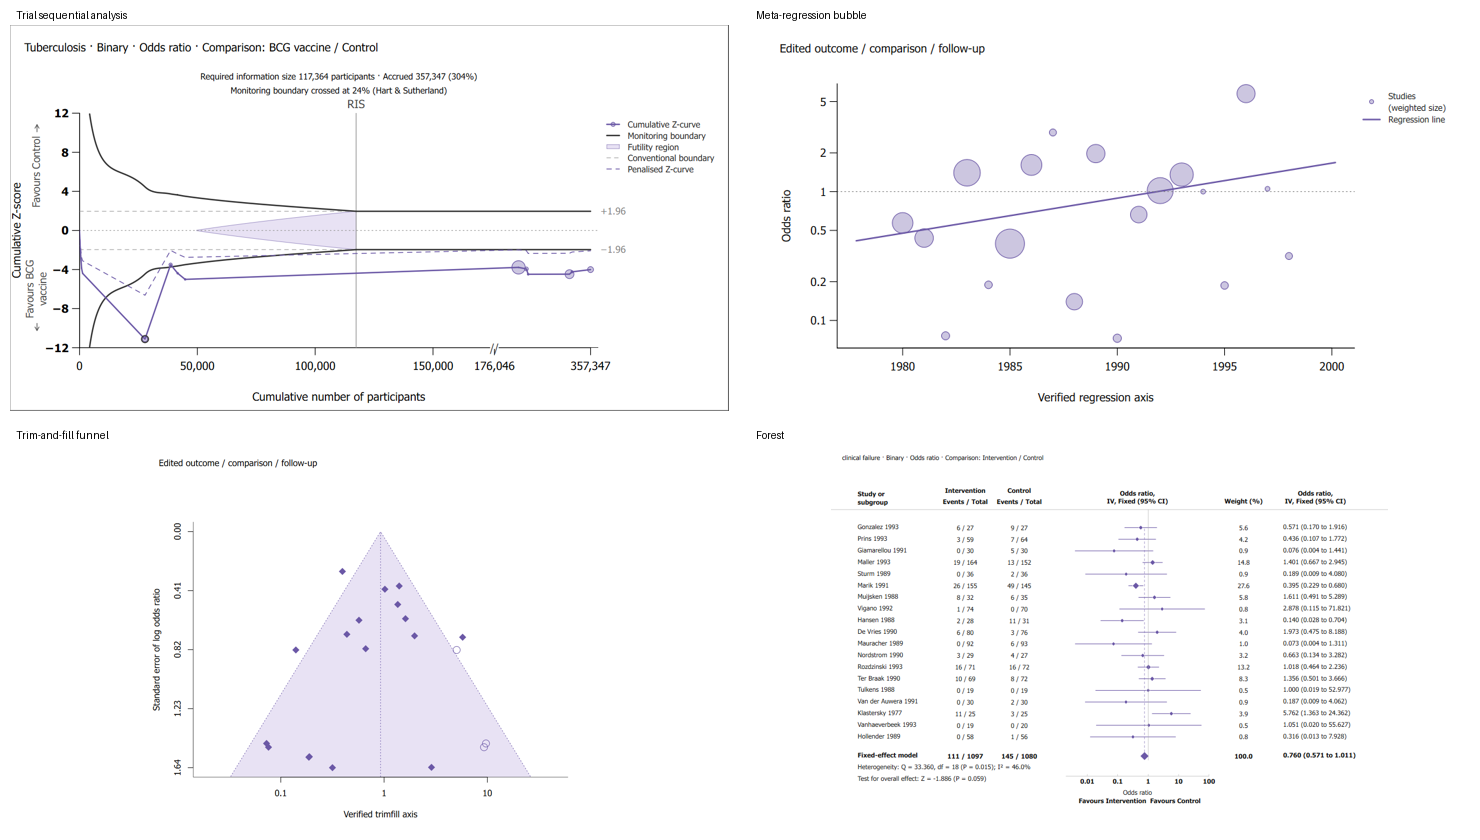 Trial sequential analysis
Tuberculosis · Binary · Odds ratio · Comparison: BCG vaccine / Control
Required information size 117,364 participants · Accrued 357,347 (304%)
Monitoring boundary crossed at 24% (Hart & Sutherland)
RIS
12
8
4
0
−4
−8
−12
Favours Control →
Cumulative Z-score
← Favours BCG
vaccine
+1.96
−1.96
0
50,000
100,000
150,000
176,046
357,347
Cumulative number of participants
Cumulative Z-curve
Monitoring boundary
Futility region
Conventional boundary
Penalised Z-curve
Meta-regression bubble
Edited outcome / comparison / follow-up
Odds ratio
5
2
1
0.5
0.2
0.1
1980
1985
1990
1995
2000
Verified regression axis
Studies
(weighted size)
Regression line
Trim-and-fill funnel
Edited outcome / comparison / follow-up
Standard error of log odds ratio
0.00
0.41
0.82
1.23
1.64
0.1
1
10
Verified trimfill axis
Forest
clinical failure · Binary · Odds ratio · Comparison: Intervention / Control
Study or
subgroup
Intervention
Events / Total
Control
Events / Total
Odds ratio,
IV, Fixed (95% CI)
Weight (%)
Odds ratio,
IV, Fixed (95% CI)
Gonzalez 1993 6 / 27 9 / 27 5.6 0.571 (0.170 to 1.916)
Prins 1993 3 / 59 7 / 64 4.2 0.436 (0.107 to 1.772)
Giamarellou 1991 0 / 30 5 / 30 0.9 0.076 (0.004 to 1.441)
Maller 1993 19 / 164 13 / 152 14.8 1.401 (0.667 to 2.945)
Sturm 1989 0 / 36 2 / 36 0.9 0.189 (0.009 to 4.080)
Marik 1991 26 / 155 49 / 145 27.6 0.395 (0.229 to 0.680)
Muijsken 1988 8 / 32 6 / 35 5.8 1.611 (0.491 to 5.289)
Vigano 1992 1 / 74 0 / 70 0.8 2.878 (0.115 to 71.821)
Hansen 1988 2 / 28 11 / 31 3.1 0.140 (0.028 to 0.704)
De Vries 1990 6 / 80 3 / 76 4.0 1.973 (0.475 to 8.188)
Mauracher 1989 0 / 92 6 / 93 1.0 0.073 (0.004 to 1.311)
Nordstrom 1990 3 / 29 4 / 27 3.2 0.663 (0.134 to 3.282)
Rozdzinski 1993 16 / 71 16 / 72 13.2 1.018 (0.464 to 2.236)
Ter Braak 1990 10 / 69 8 / 72 8.3 1.356 (0.501 to 3.666)
Tulkens 1988 0 / 19 0 / 19 0.5 1.000 (0.019 to 52.977)
Van der Auwera 1991 0 / 30 2 / 30 0.9 0.187 (0.009 to 4.062)
Klastersky 1977 11 / 25 3 / 25 3.9 5.762 (1.363 to 24.362)
Vanhaeverbeek 1993 0 / 19 0 / 20 0.5 1.051 (0.020 to 55.627)
Hollender 1989 0 / 58 1 / 56 0.8 0.316 (0.013 to 7.928)
Fixed-effect model 111 / 1097 145 / 1080 100.0 0.760 (0.571 to 1.011)
Heterogeneity: Q = 33.360, df = 18 (P = 0.015); I² = 46.0%
Test for overall effect: Z = -1.886 (P = 0.059)
0.01
0.1
1
10
100
Odds ratio
Favours Intervention Favours Control